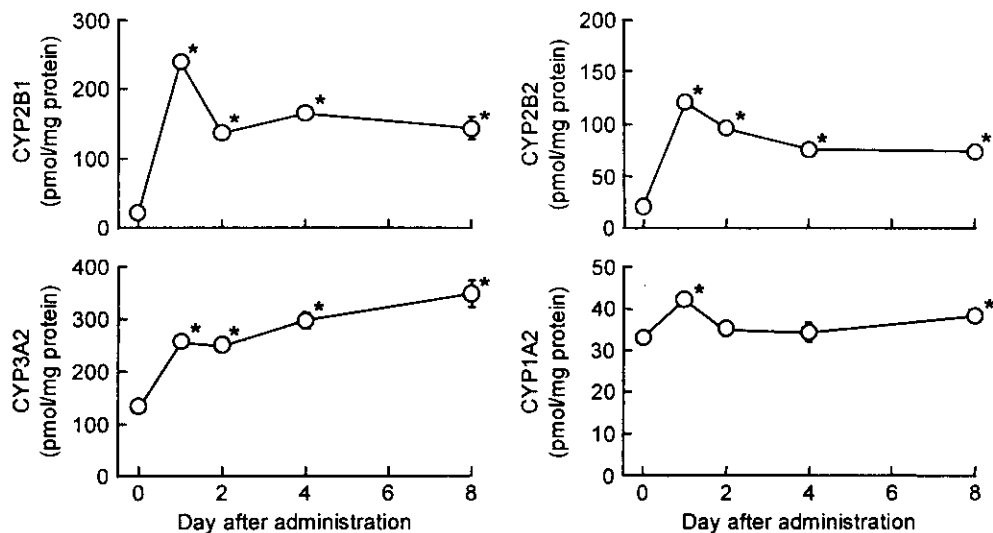 300
200
100
0
CYP2B1
(pmol/mg protein)
*
*
*
*
200
150
100
50
0
CYP2B2
(pmol/mg protein)
*
*
*
*
400
300
200
100
0
CYP3A2
(pmol/mg protein)
*
*
*
*
0 2 4 6 8
Day after administration
50
40
30
20
10
0
CYP1A2
(pmol/mg protein)
*
*
0 2 4 6 8
Day after administration